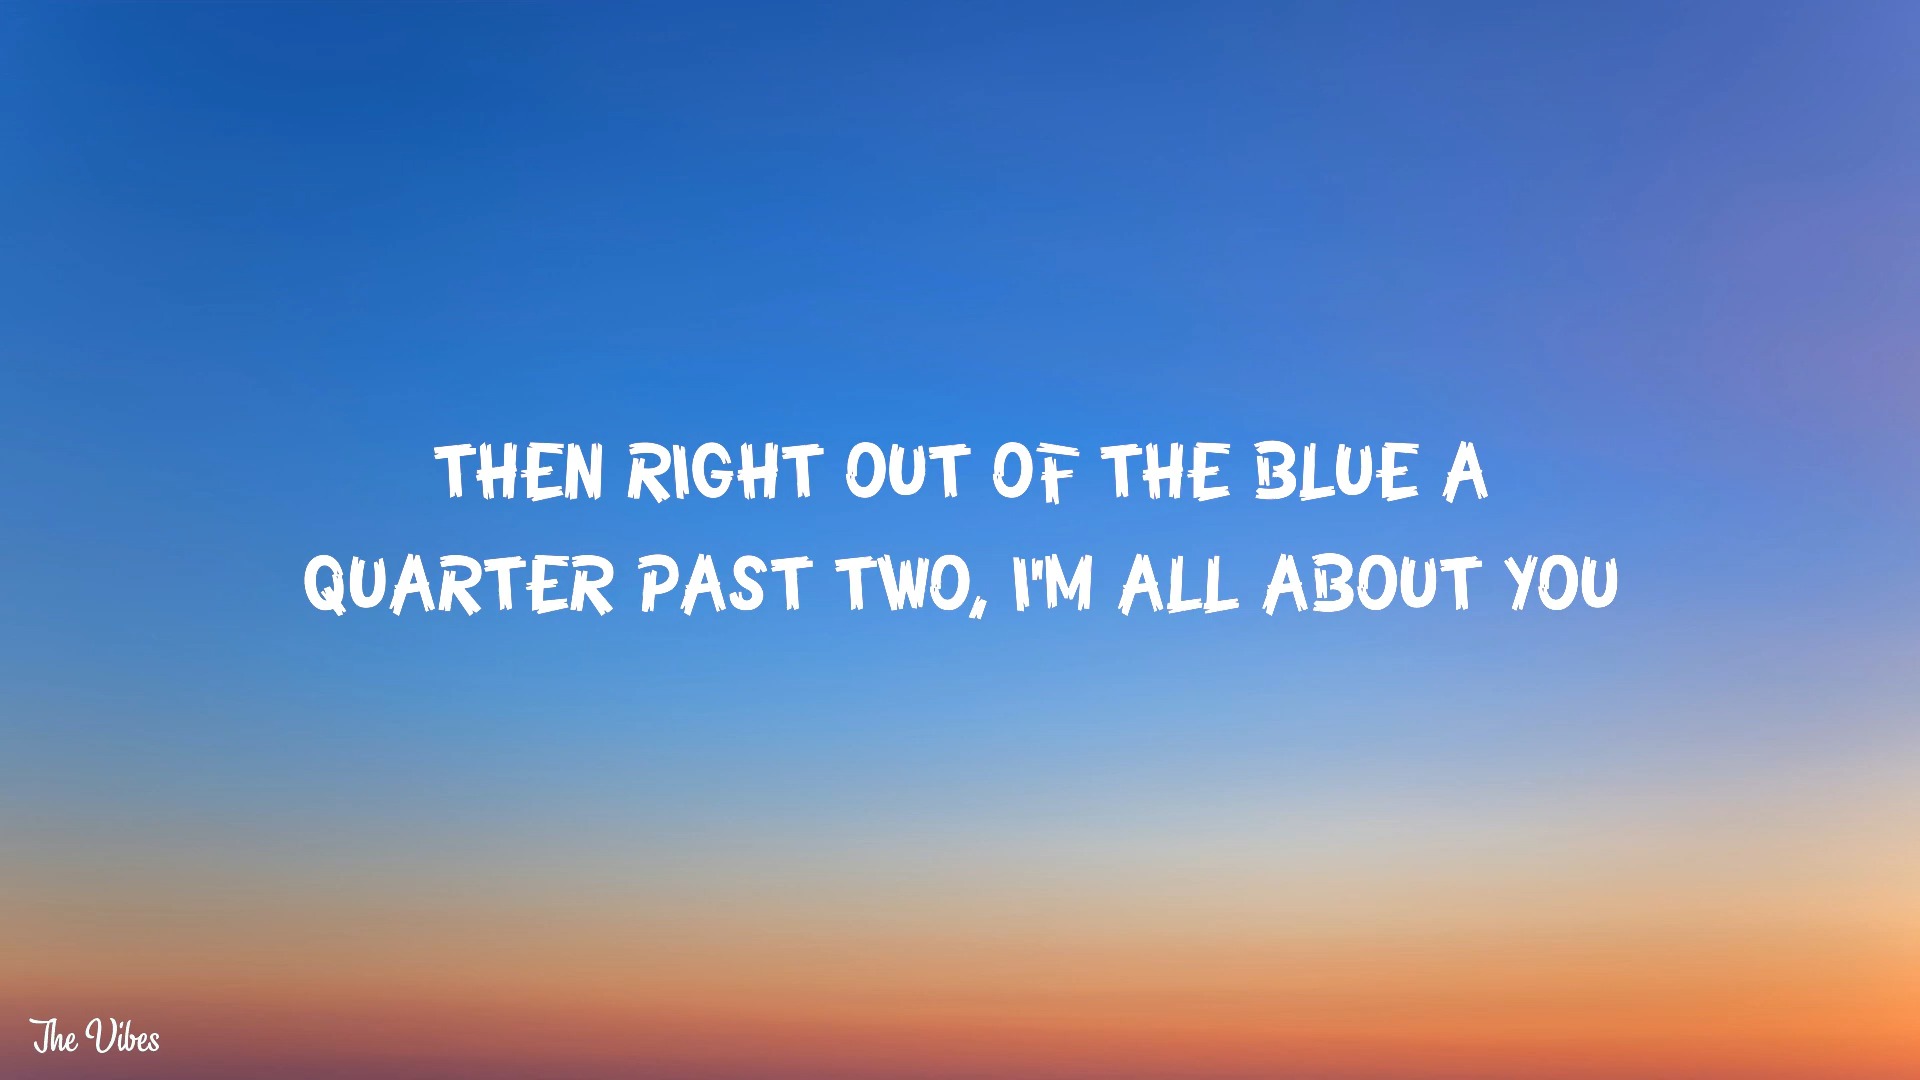 THEN RIGHT OUT OF THE BLUE A
QUARTER PAST TWO, I'M ALL ABOUT YOU
The Vibes